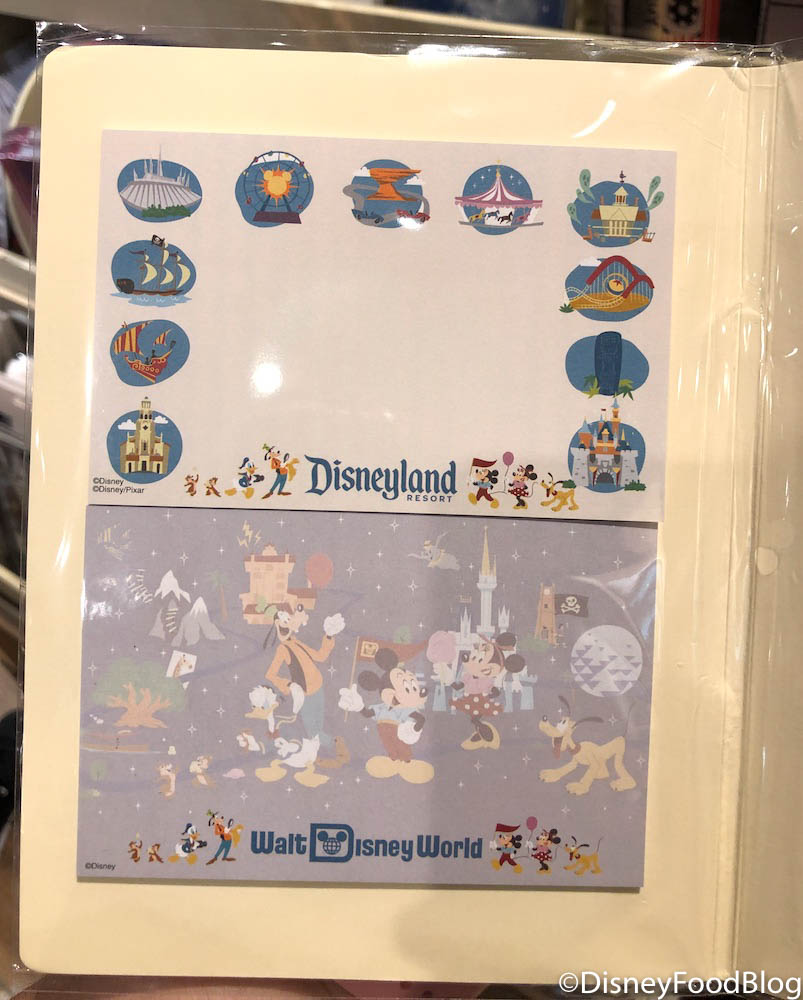 ©Disney
©Disney/Pixar
Disneyland
RESORT
©Disney
Walt Disney World
©DisneyFoodBlog